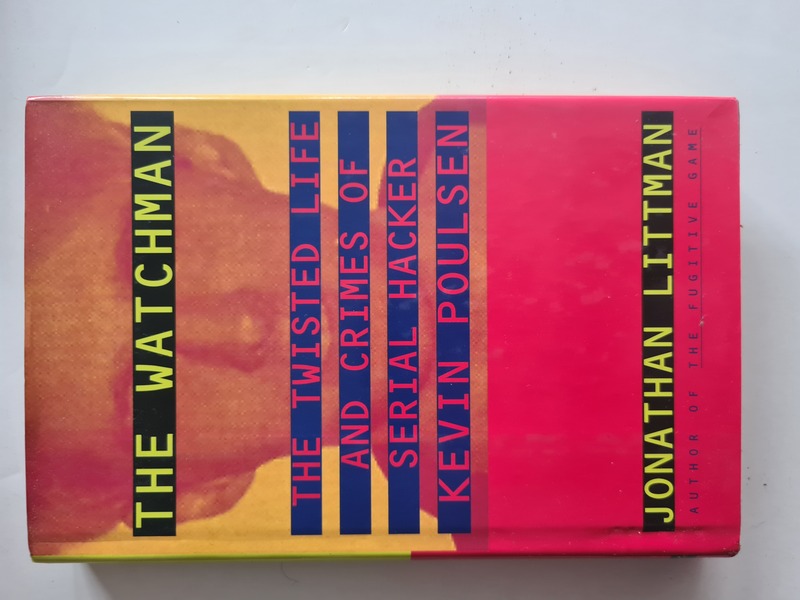 THE WATCHMAN
THE TWISTED LIFE
AND CRIMES OF
SERIAL HACKER
KEVIN POULSEN
JONATHAN LITTMAN
AUTHOR OF THE FUGITIVE GAME